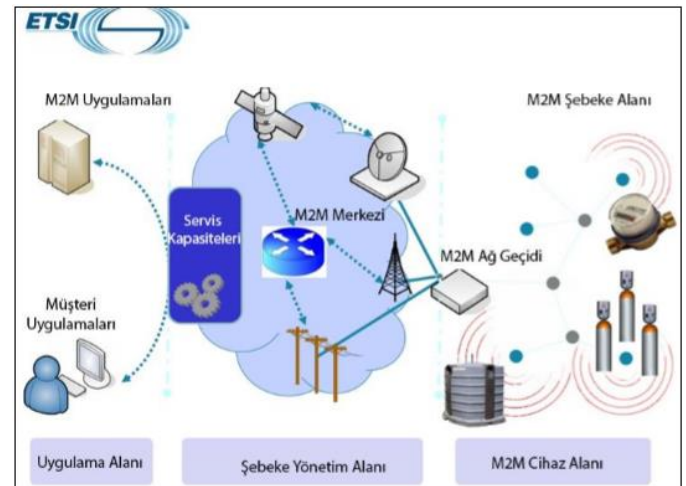 ETSI
M2M Uygulamaları
M2M Şebeke Alanı
Servis
Kapasiteleri
M2M Merkezi
M2M Ağ Geçidi
Müşteri
Uygulamaları
Uygulama Alanı
Şebeke Yönetim Alanı
M2M Cihaz Alanı